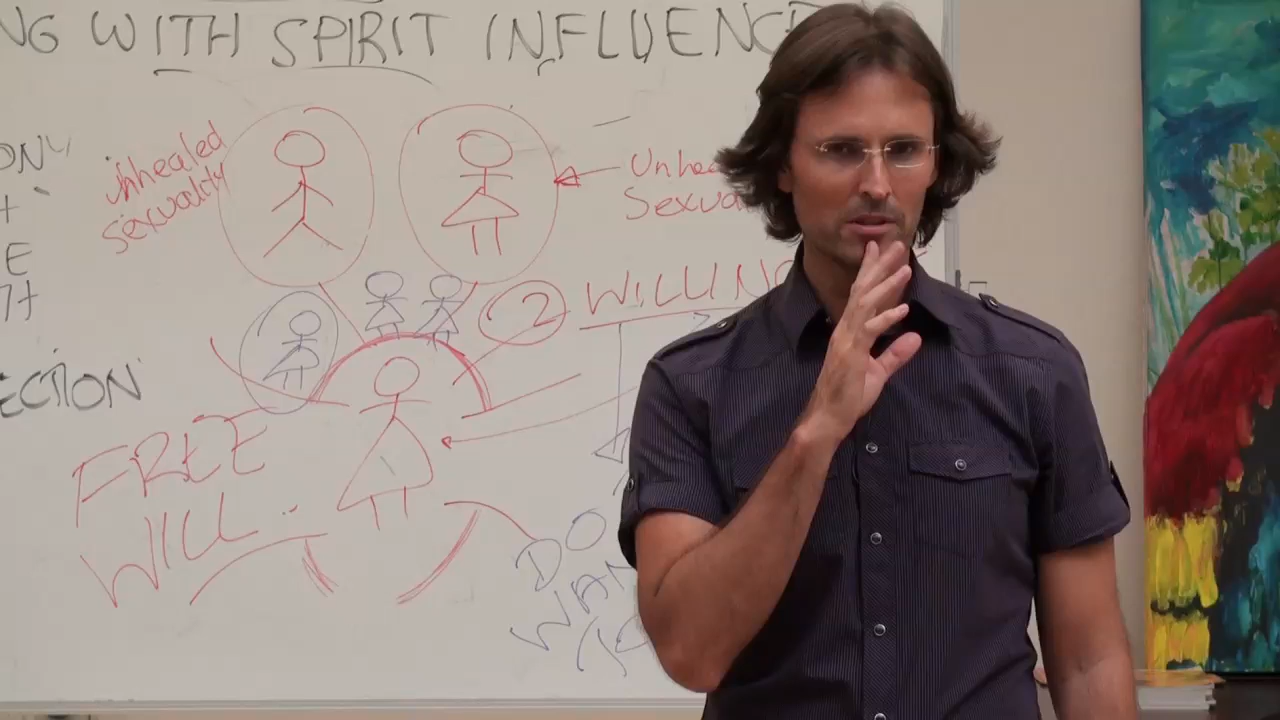 NG WITH SPIRIT INFLUENC
ON"
unhealed
sexuality
Unhea
Sexua
E
2 WILLING
ECTION
FREE
WILL
DO
WAN